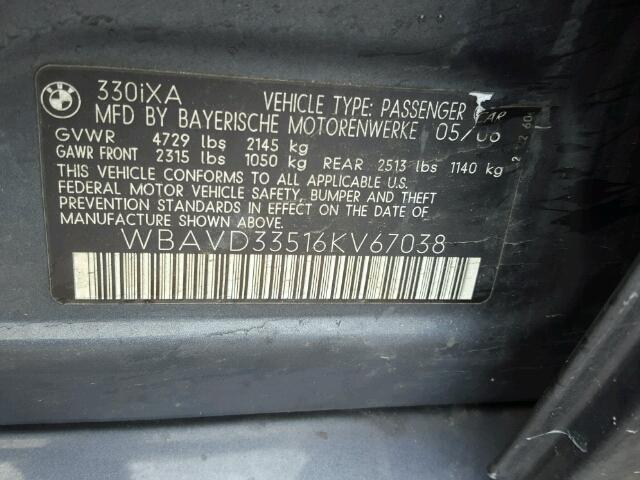 BMW
330iXA VEHICLE TYPE: PASSENGER CAR
MFD BY BAYERISCHE MOTORENWERKE 05/06
GVWR 4729 lbs 2145 kg
GAWR FRONT 2315 lbs 1050 kg REAR 2513 lbs 1140 kg
THIS VEHICLE CONFORMS TO ALL APPLICABLE U.S.
FEDERAL MOTOR VEHICLE SAFETY, BUMPER AND THEFT
PREVENTION STANDARDS IN EFFECT ON THE DATE OF
MANUFACTURE SHOWN ABOVE.
WBAVD33516KV67038